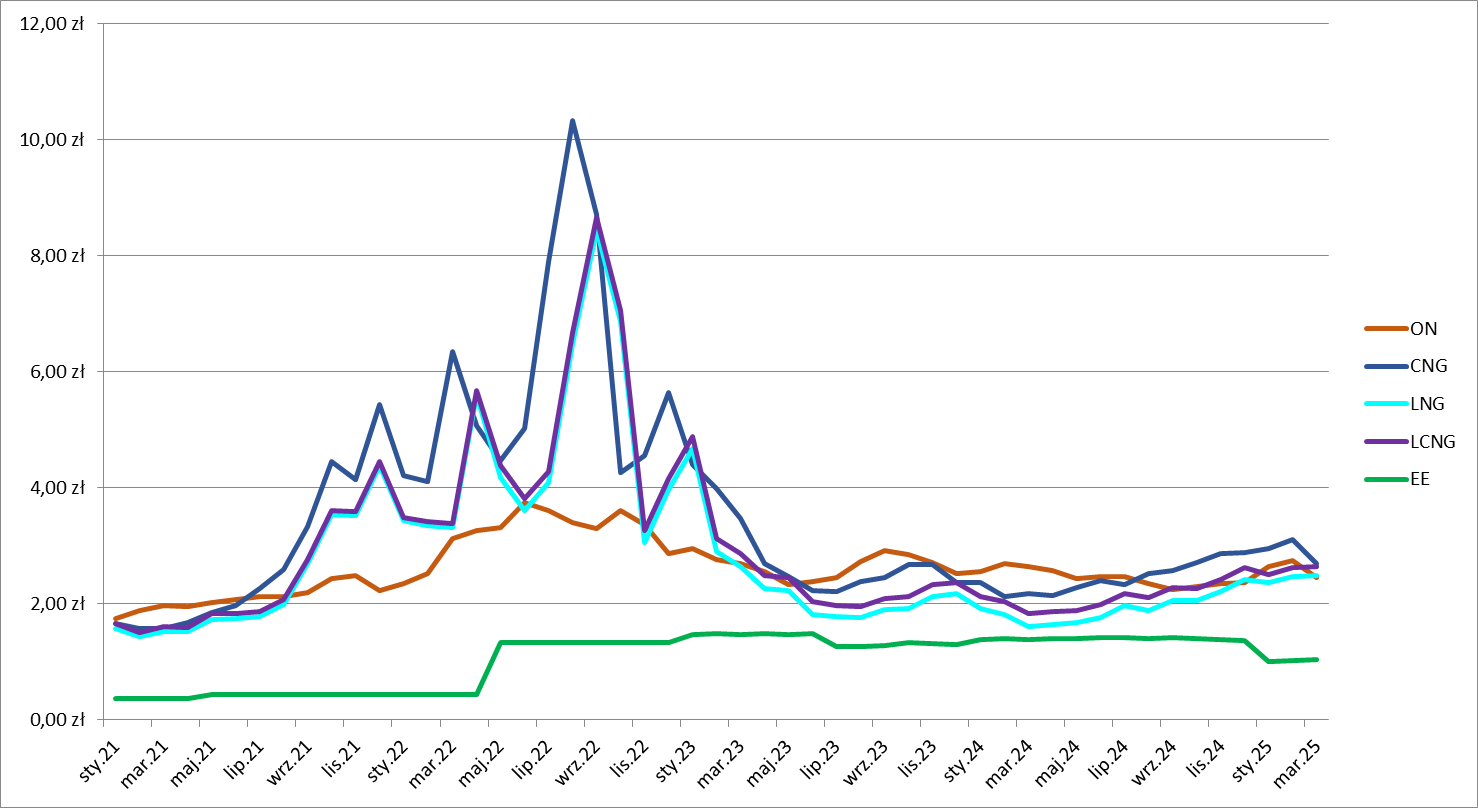 12,00 zł
10,00 zł
8,00 zł
6,00 zł
4,00 zł
2,00 zł
0,00 zł
sty.21
mar.21
maj.21
lip.21
wrz.21
lis.21
sty.22
mar.22
maj.22
lip.22
wrz.22
lis.22
sty.23
mar.23
maj.23
lip.23
wrz.23
lis.23
sty.24
mar.24
maj.24
lip.24
wrz.24
lis.24
sty.25
mar.25
ON
CNG
LNG
LCNG
EE